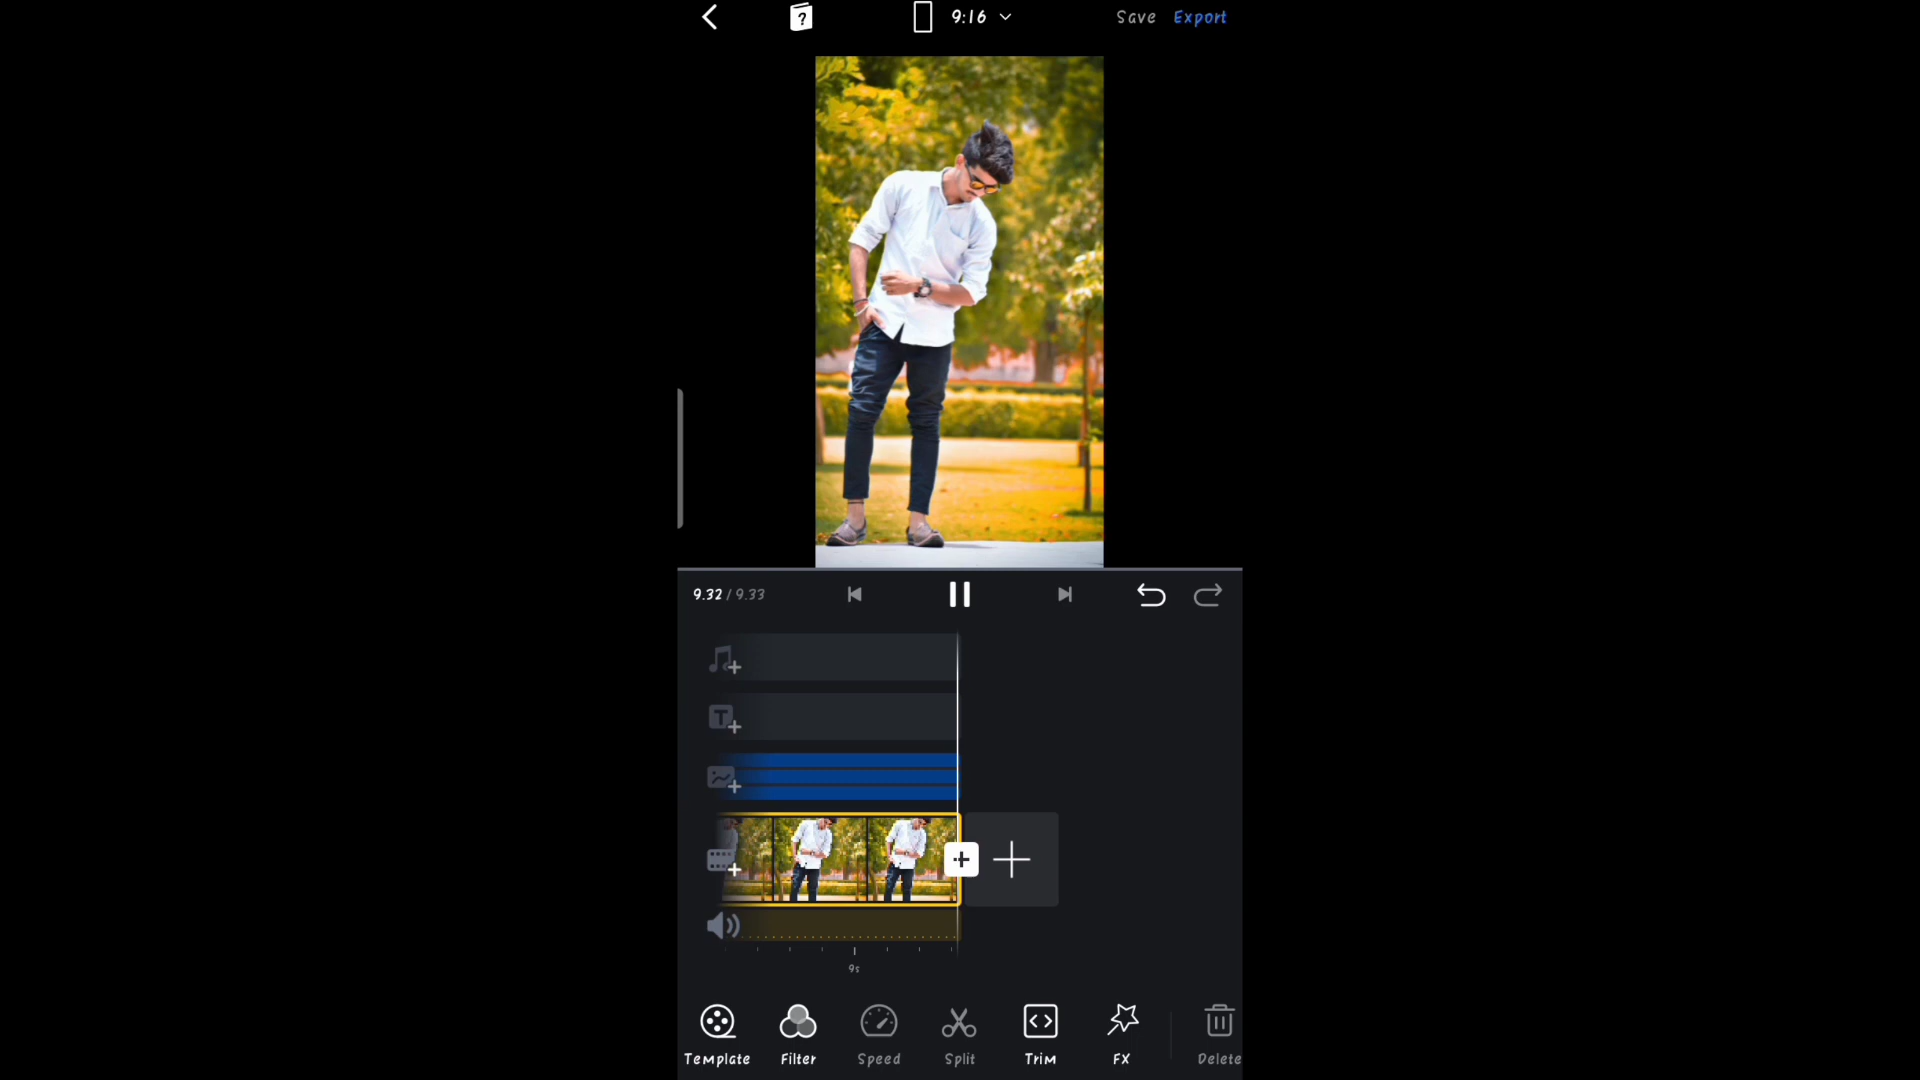 9:16 Save Export
9.32 / 9.33
9s
Template Filter Speed Split Trim FX Delete